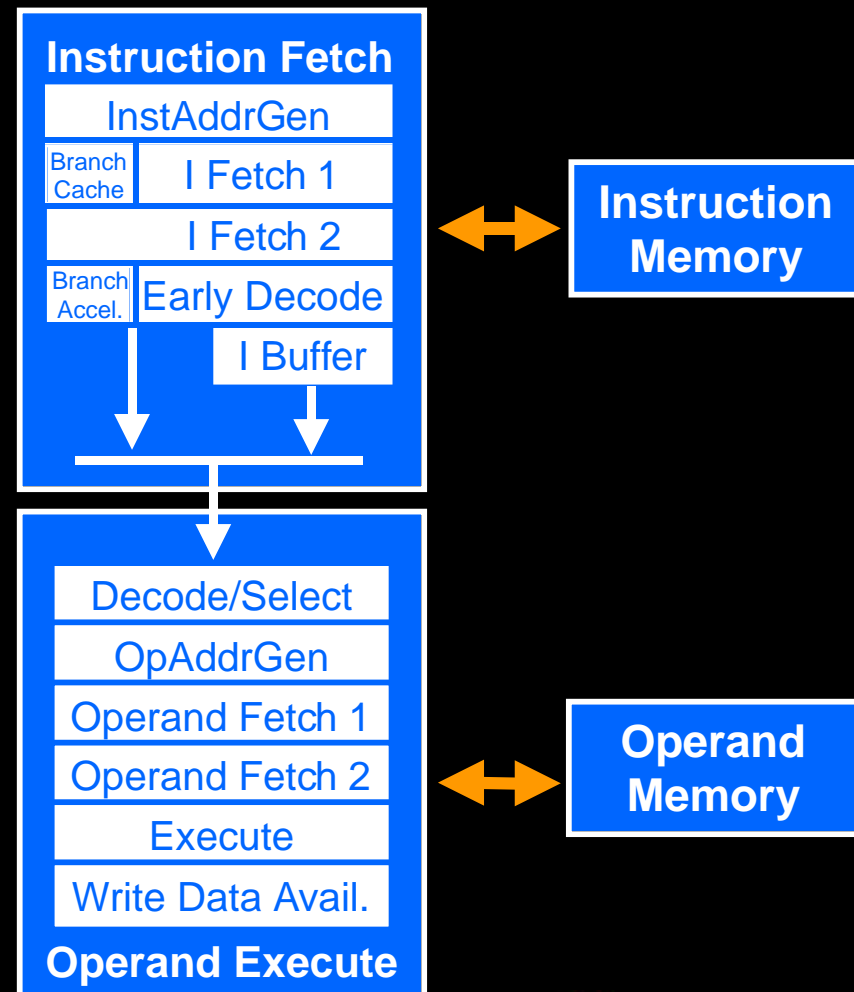 Instruction Fetch
InstAddrGen
Branch
Cache
I Fetch 1
I Fetch 2
Branch
Accel.
Early Decode
I Buffer
Instruction
Memory
Decode/Select
OpAddrGen
Operand Fetch 1
Operand Fetch 2
Execute
Write Data Avail.
Operand Execute
Operand
Memory